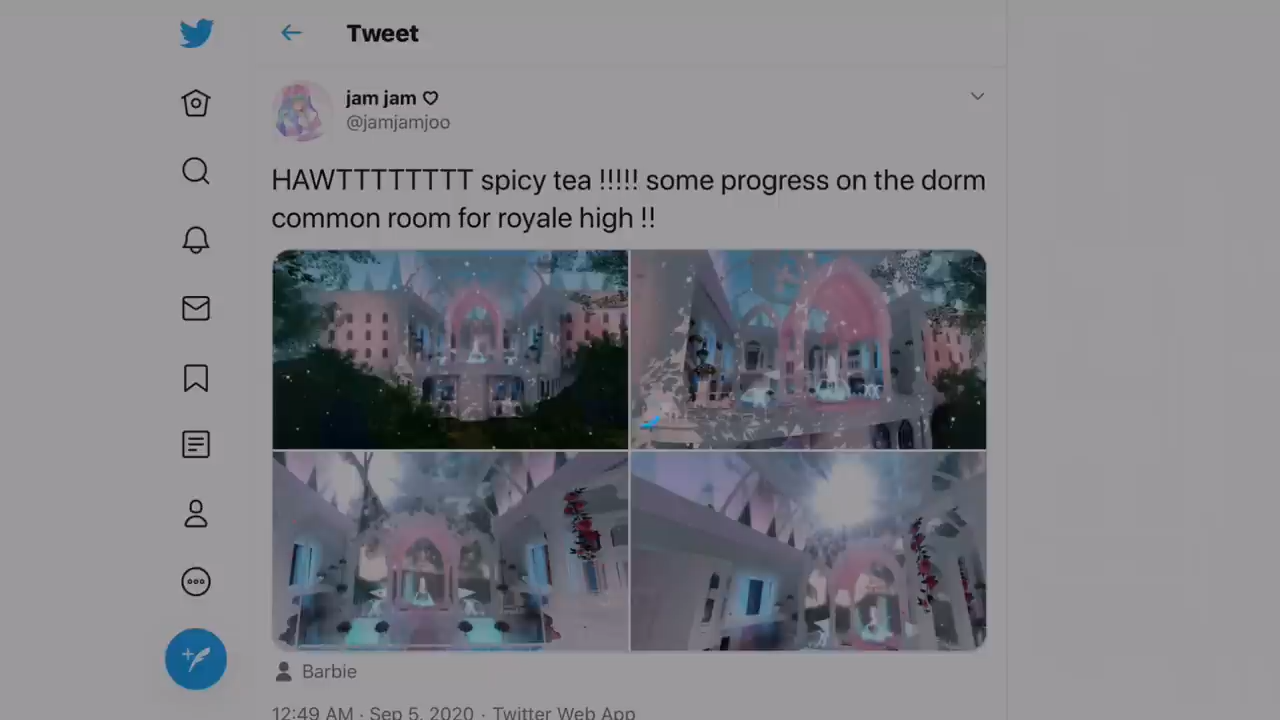 Tweet
jam jam ♡
@jamjamjoo
HAWTTTTTTTT spicy tea !!!!! some progress on the dorm
common room for royale high !!
Barbie
12:49 AM · Sep 5, 2020 · Twitter Web App